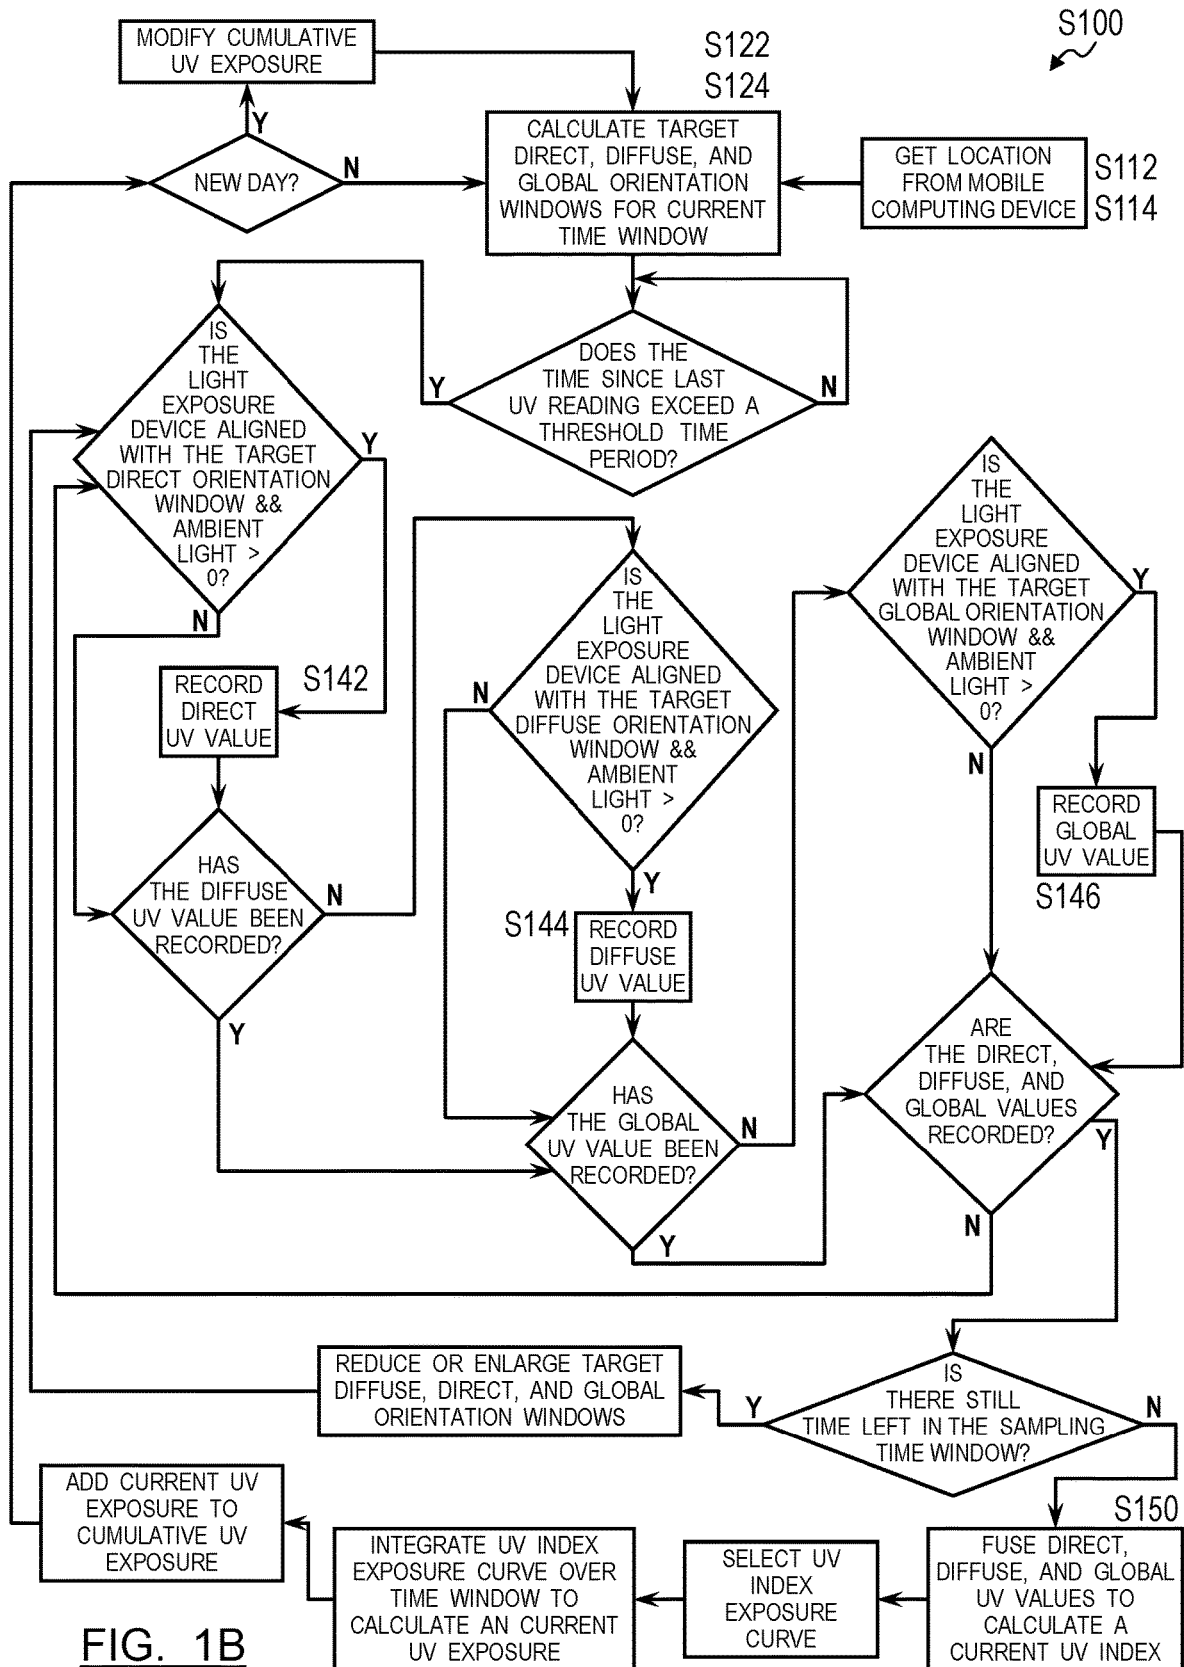 S100
MODIFY CUMULATIVE
UV EXPOSURE
S122
S124
Y
NEW DAY?
N
CALCULATE TARGET
DIRECT, DIFFUSE, AND
GLOBAL ORIENTATION
WINDOWS FOR CURRENT
TIME WINDOW
GET LOCATION
FROM MOBILE
COMPUTING DEVICE
S112
S114
DOES THE
TIME SINCE LAST
UV READING EXCEED A
THRESHOLD TIME
PERIOD?
Y
N
IS
THE
LIGHT
EXPOSURE
DEVICE ALIGNED
WITH THE TARGET
DIRECT ORIENTATION
WINDOW &&
AMBIENT
LIGHT >
0?
Y
N
RECORD
DIRECT
UV VALUE
S142
HAS
THE DIFFUSE
UV VALUE BEEN
RECORDED?
N
Y
IS
THE
LIGHT
EXPOSURE
DEVICE ALIGNED
WITH THE TARGET
DIFFUSE ORIENTATION
WINDOW &&
AMBIENT
LIGHT >
0?
N
Y
S144
RECORD
DIFFUSE
UV VALUE
HAS
THE GLOBAL
UV VALUE BEEN
RECORDED?
N
Y
IS
THE
LIGHT
EXPOSURE
DEVICE ALIGNED
WITH THE TARGET
GLOBAL ORIENTATION
WINDOW &&
AMBIENT
LIGHT >
0?
Y
N
RECORD
GLOBAL
UV VALUE
S146
ARE
THE DIRECT,
DIFFUSE, AND
GLOBAL VALUES
RECORDED?
Y
N
IS
THERE STILL
TIME LEFT IN THE SAMPLING
TIME WINDOW?
Y
N
REDUCE OR ENLARGE TARGET
DIFFUSE, DIRECT, AND GLOBAL
ORIENTATION WINDOWS
S150
FUSE DIRECT,
DIFFUSE, AND GLOBAL
UV VALUES TO
CALCULATE A
CURRENT UV INDEX
SELECT UV
INDEX
EXPOSURE
CURVE
INTEGRATE UV INDEX
EXPOSURE CURVE OVER
TIME WINDOW TO
CALCULATE AN CURRENT
UV EXPOSURE
ADD CURRENT UV
EXPOSURE TO
CUMULATIVE UV
EXPOSURE
FIG. 1B